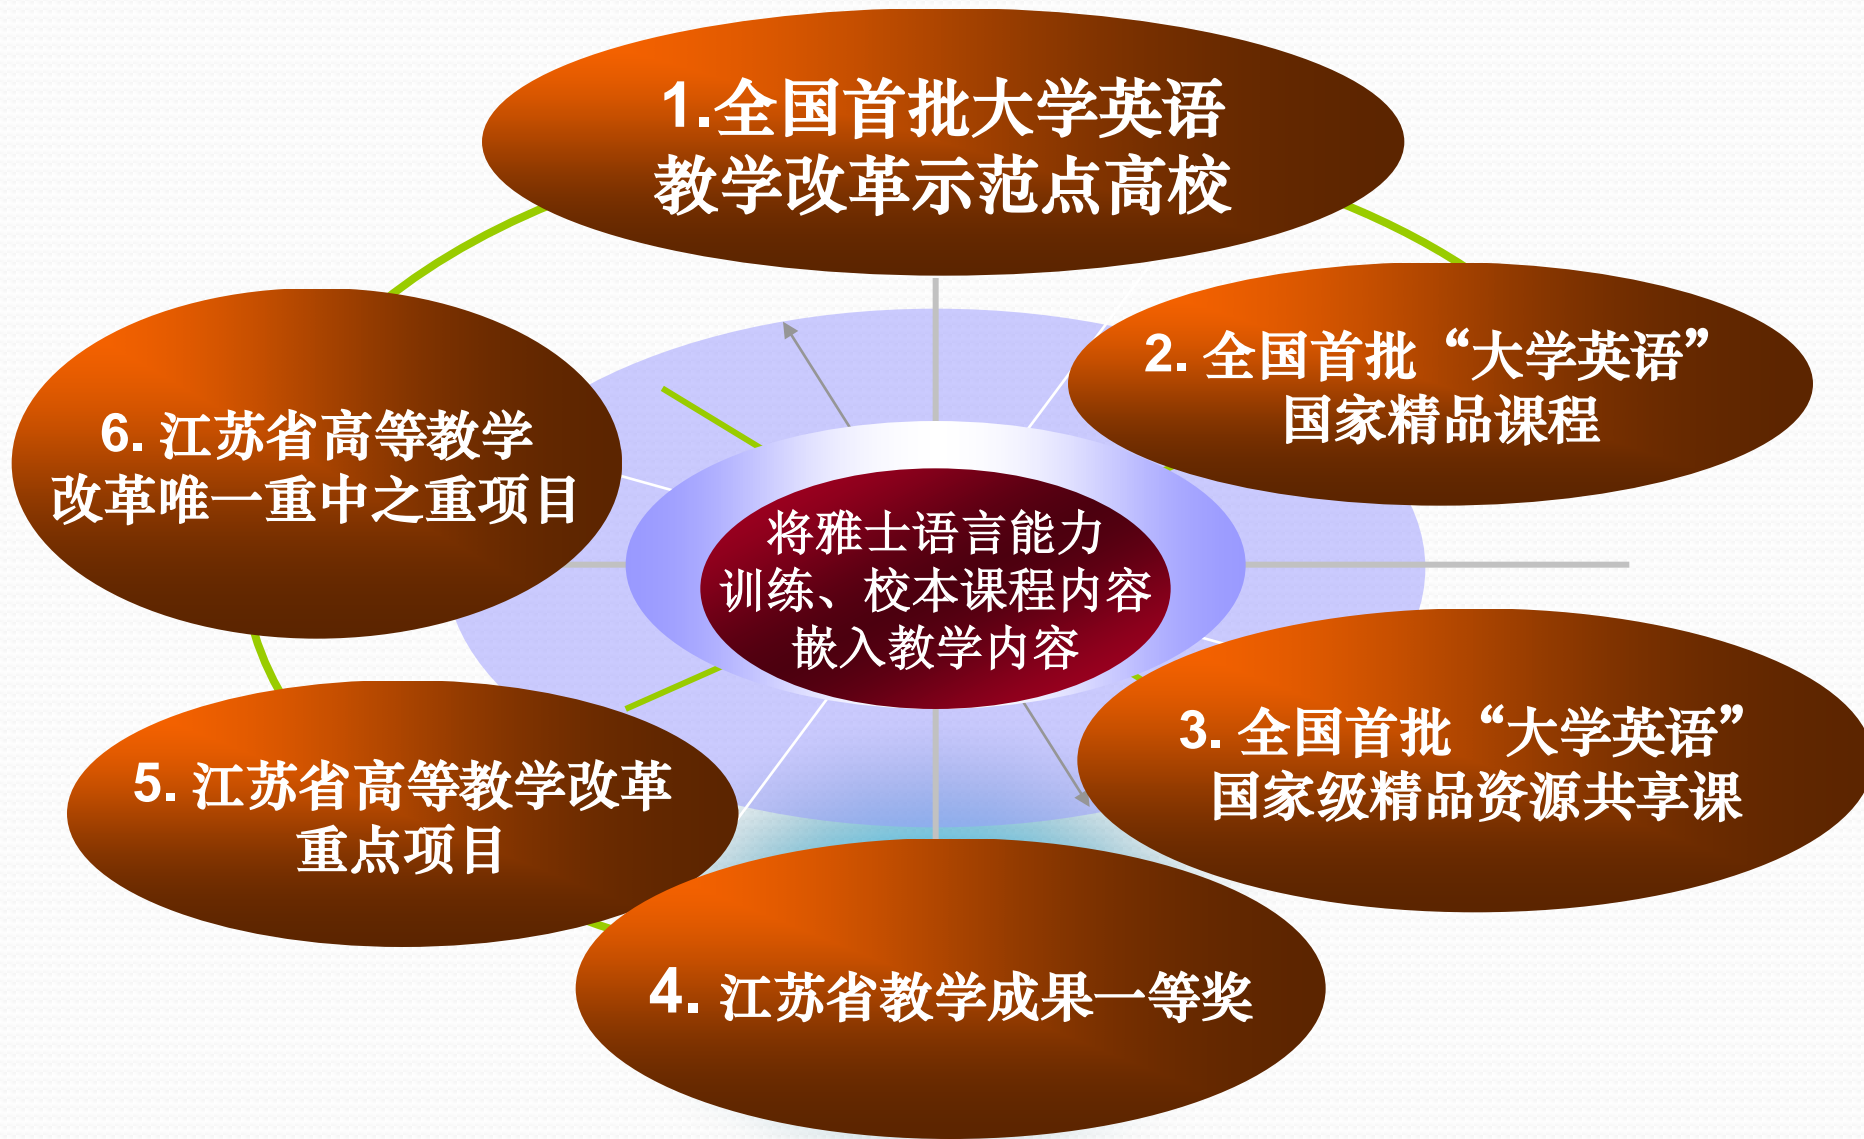 1.全国首批大学英语
教学改革示范点高校
2. 全国首批“大学英语”
国家精品课程
3. 全国首批“大学英语”
国家级精品资源共享课
4. 江苏省教学成果一等奖
5. 江苏省高等教学改革
重点项目
6. 江苏省高等教学
改革唯一重中之重项目
将雅士语言能力
训练、校本课程内容
嵌入教学内容